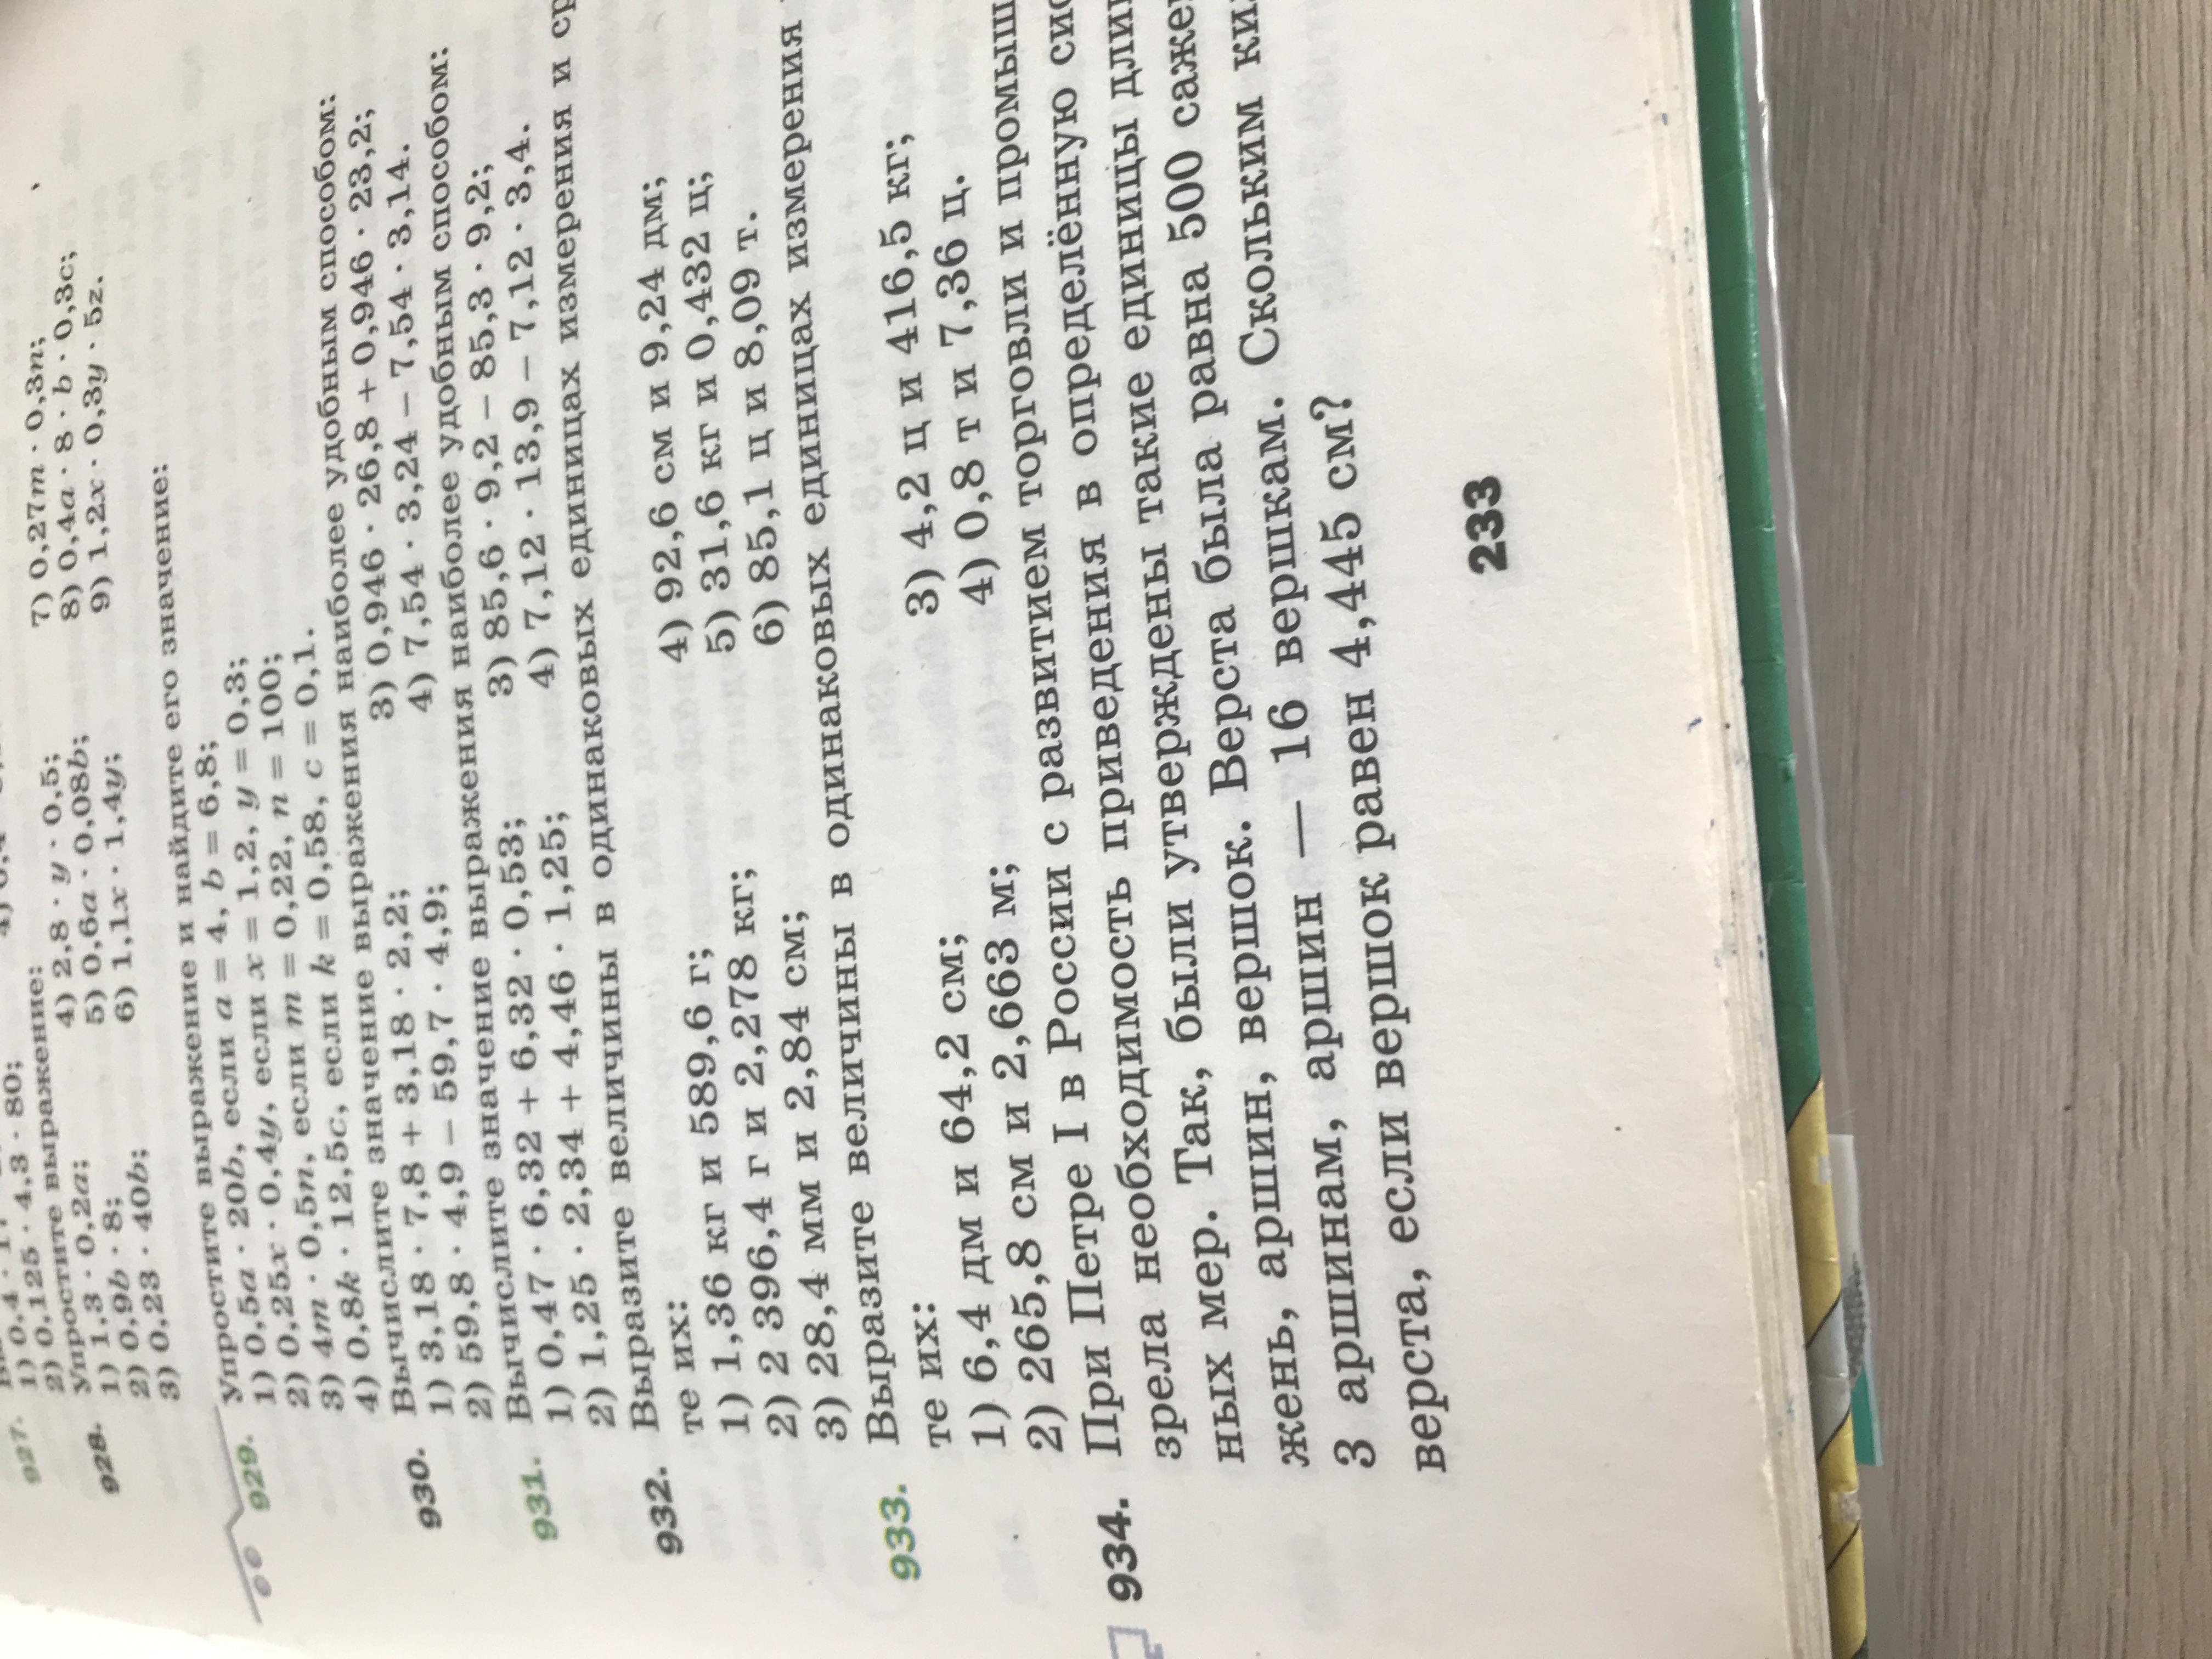 927.
1) 0,4 · 17
2) 0,125 · 4,3 · 80;
928. Упростите выражение:
1) 1,3 · 0,2a;
2) 0,9b · 8;
3) 0,23 · 40b;
4) 2,8 · y · 0,5;
5) 0,6a · 0,08b;
6) 1,1x · 1,4y;
7) 0,27m · 0,3n;
8) 0,4a · 8 · b · 0,3c;
9) 1,2x · 0,3y · 5z.
929. Упростите выражение и найдите его значение:
1) 0,5a · 20b, если a = 4, b = 6,8;
2) 0,25x · 0,4y, если x = 1,2, y = 0,3;
3) 4m · 0,5n, если m = 0,22, n = 100;
4) 0,8k · 12,5c, если k = 0,58, c = 0,1.
930. Вычислите значение выражения наиболее удобным способом:
1) 3,18 · 7,8 + 3,18 · 2,2;
2) 59,8 · 4,9 − 59,7 · 4,9;
3) 0,946 · 26,8 + 0,946 · 23,2;
4) 7,54 · 3,24 − 7,54 · 3,14.
931. Вычислите значение выражения наиболее удобным способом:
1) 0,47 · 6,32 + 6,32 · 0,53;
2) 1,25 · 2,34 + 4,46 · 1,25;
3) 85,6 · 9,2 − 85,3 · 9,2;
4) 7,12 · 13,9 − 7,12 · 3,4.
932. Выразите величины в одинаковых единицах измерения и ср
те их:
1) 1,36 кг и 589,6 г;
2) 2 396,4 г и 2,278 кг;
3) 28,4 мм и 2,84 см;
4) 92,6 см и 9,24 дм;
5) 31,6 кг и 0,432 ц;
6) 85,1 ц и 8,09 т.
933. Выразите величины в одинаковых единицах измерения
те их:
1) 6,4 дм и 64,2 см;
2) 265,8 см и 2,663 м;
3) 4,2 ц и 416,5 кг;
4) 0,8 т и 7,36 ц.
934. При Петре I в России с развитием торговли и промыш
зрела необходимость приведения в определённую сис
ных мер. Так, были утверждены такие единицы дли
жень, аршин, вершок. Верста была равна 500 саже
3 аршинам, аршин — 16 вершкам. Скольким ки
верста, если вершок равен 4,445 см?
233